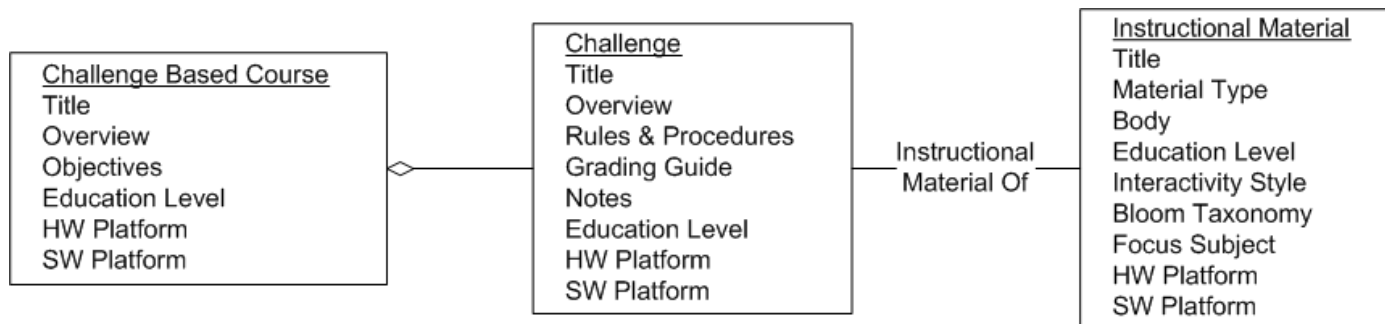 Challenge Based Course
Title
Overview
Objectives
Education Level
HW Platform
SW Platform
Challenge
Title
Overview
Rules & Procedures
Grading Guide
Notes
Education Level
HW Platform
SW Platform
Instructional
Material Of
Instructional Material
Title
Material Type
Body
Education Level
Interactivity Style
Bloom Taxonomy
Focus Subject
HW Platform
SW Platform